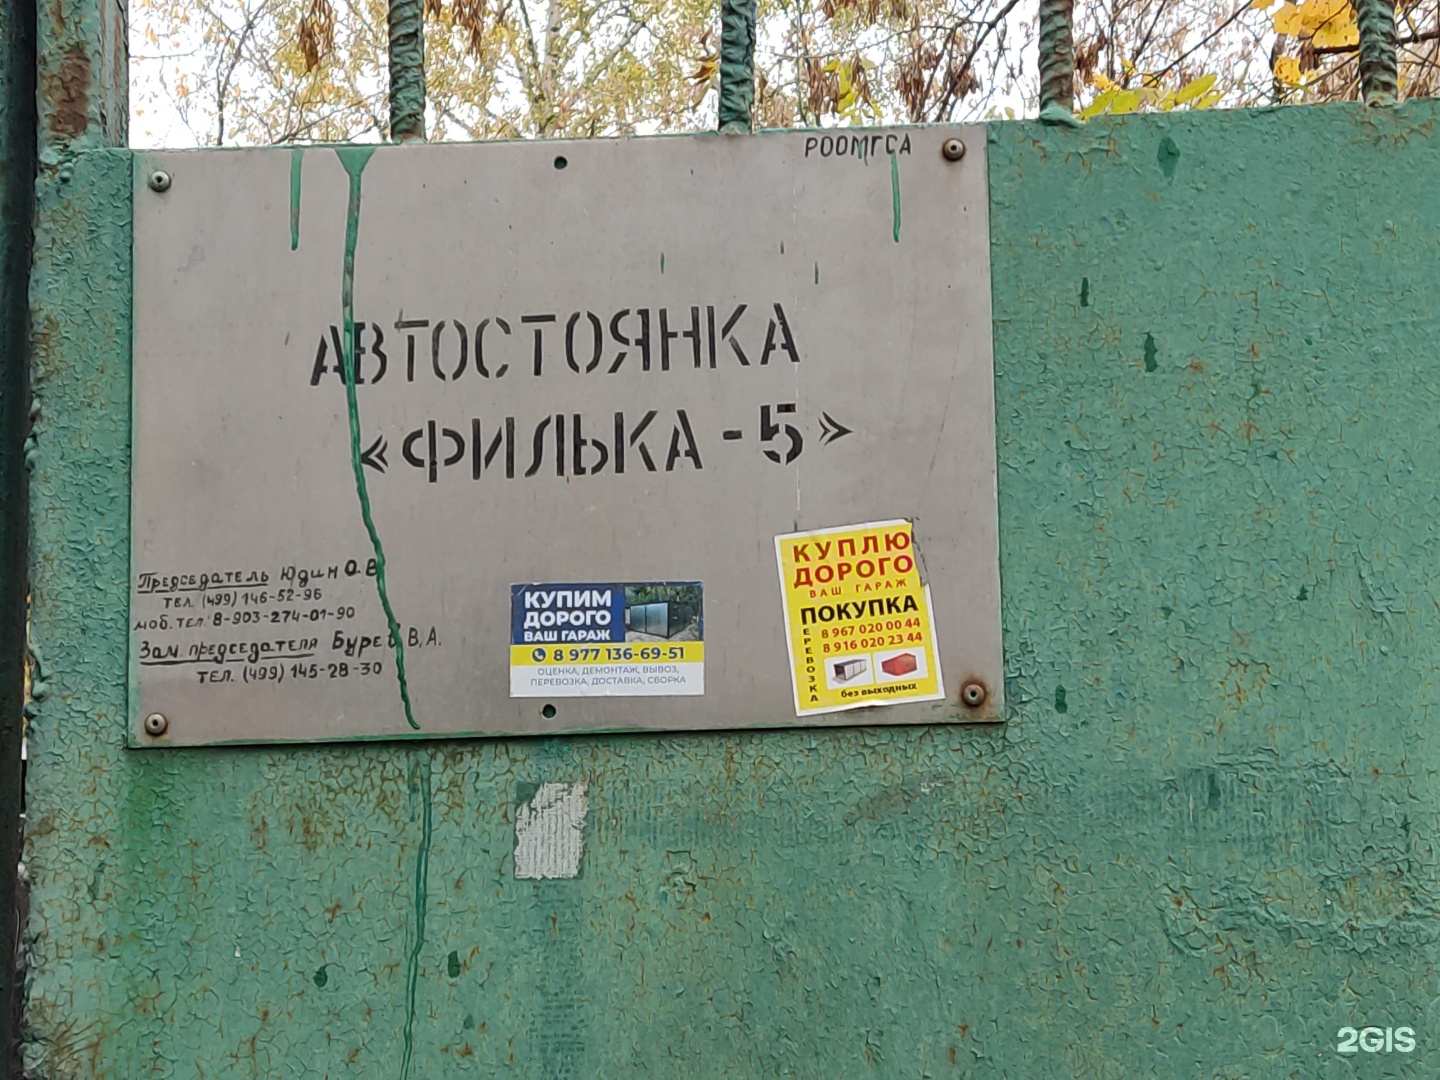 РООМГСА
АВТОСТОЯНКА
«ФИЛЬКА-5»
Председатель Юдин О.В
тел. (499) 146-52-96
моб. тел. 8-903-274-01-90
Зам. председателя В.А.
тел. (499) 145-28-30
КУПИМ
ДОРОГО
ВАШ ГАРАЖ
8 977 136-69-51
ОЦЕНКА, ДЕМОНТАЖ, ВЫВОЗ,
ПЕРЕВОЗКА, ДОСТАВКА, СБОРКА
КУПЛЮ
ДОРОГО
ВАШ ГАРАЖ
ПОКУПКА
ПЕРЕВОЗКА
8 967 020 00 44
8 916 020 23 44
без выходных
2GIS